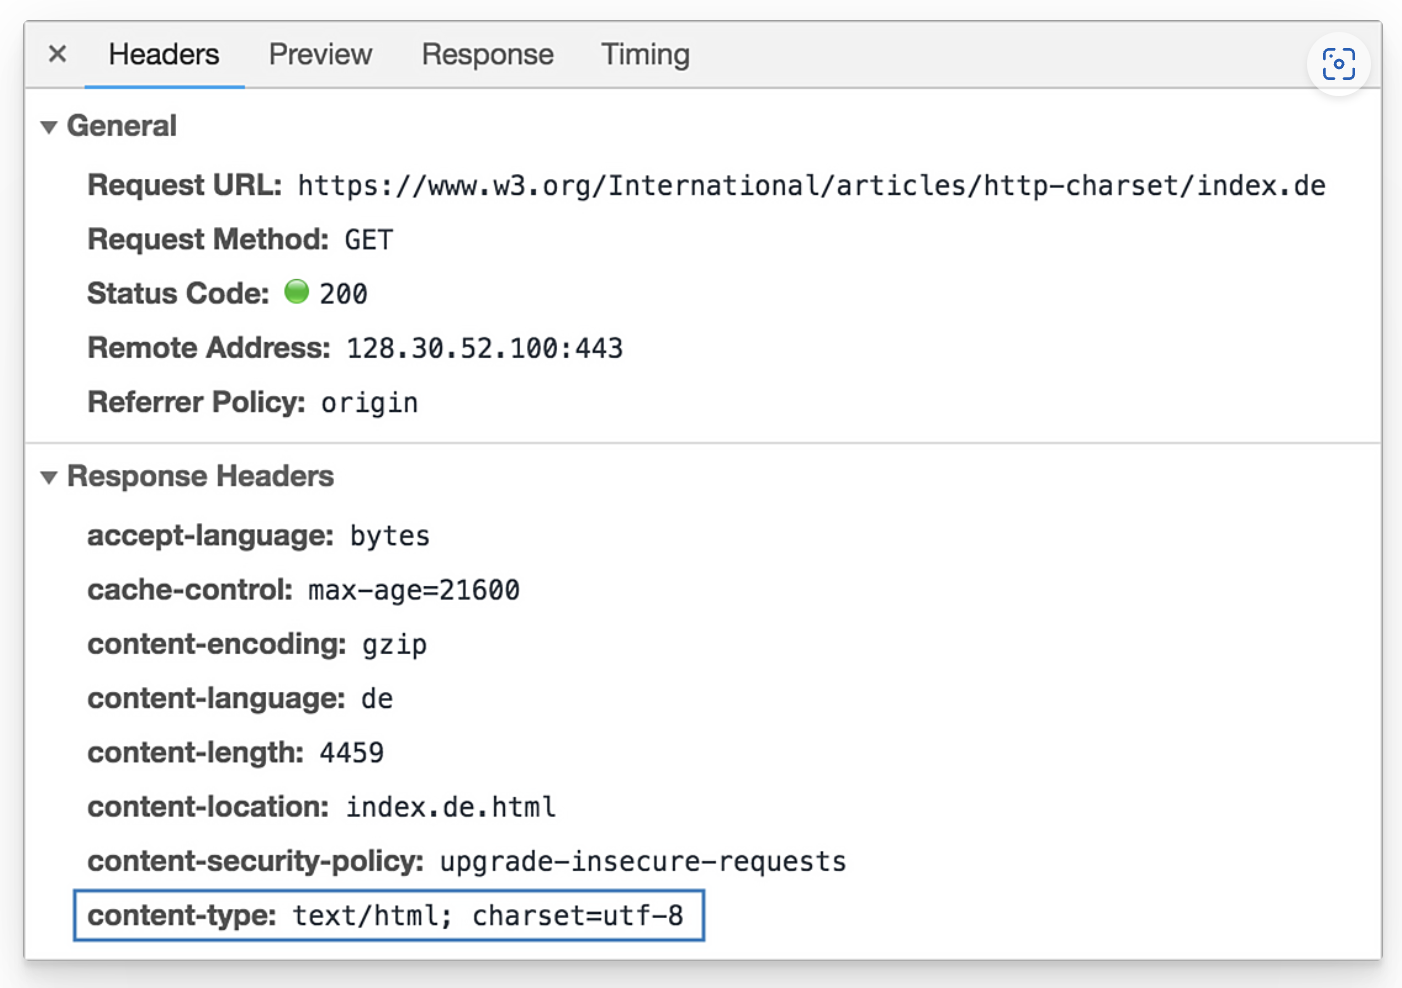 × Headers Preview Response Timing
General
Request URL: https://www.w3.org/International/articles/http-charset/index.de
Request Method: GET
Status Code: 200
Remote Address: 128.30.52.100:443
Referrer Policy: origin
Response Headers
accept-language: bytes
cache-control: max-age=21600
content-encoding: gzip
content-language: de
content-length: 4459
content-location: index.de.html
content-security-policy: upgrade-insecure-requests
content-type: text/html; charset=utf-8